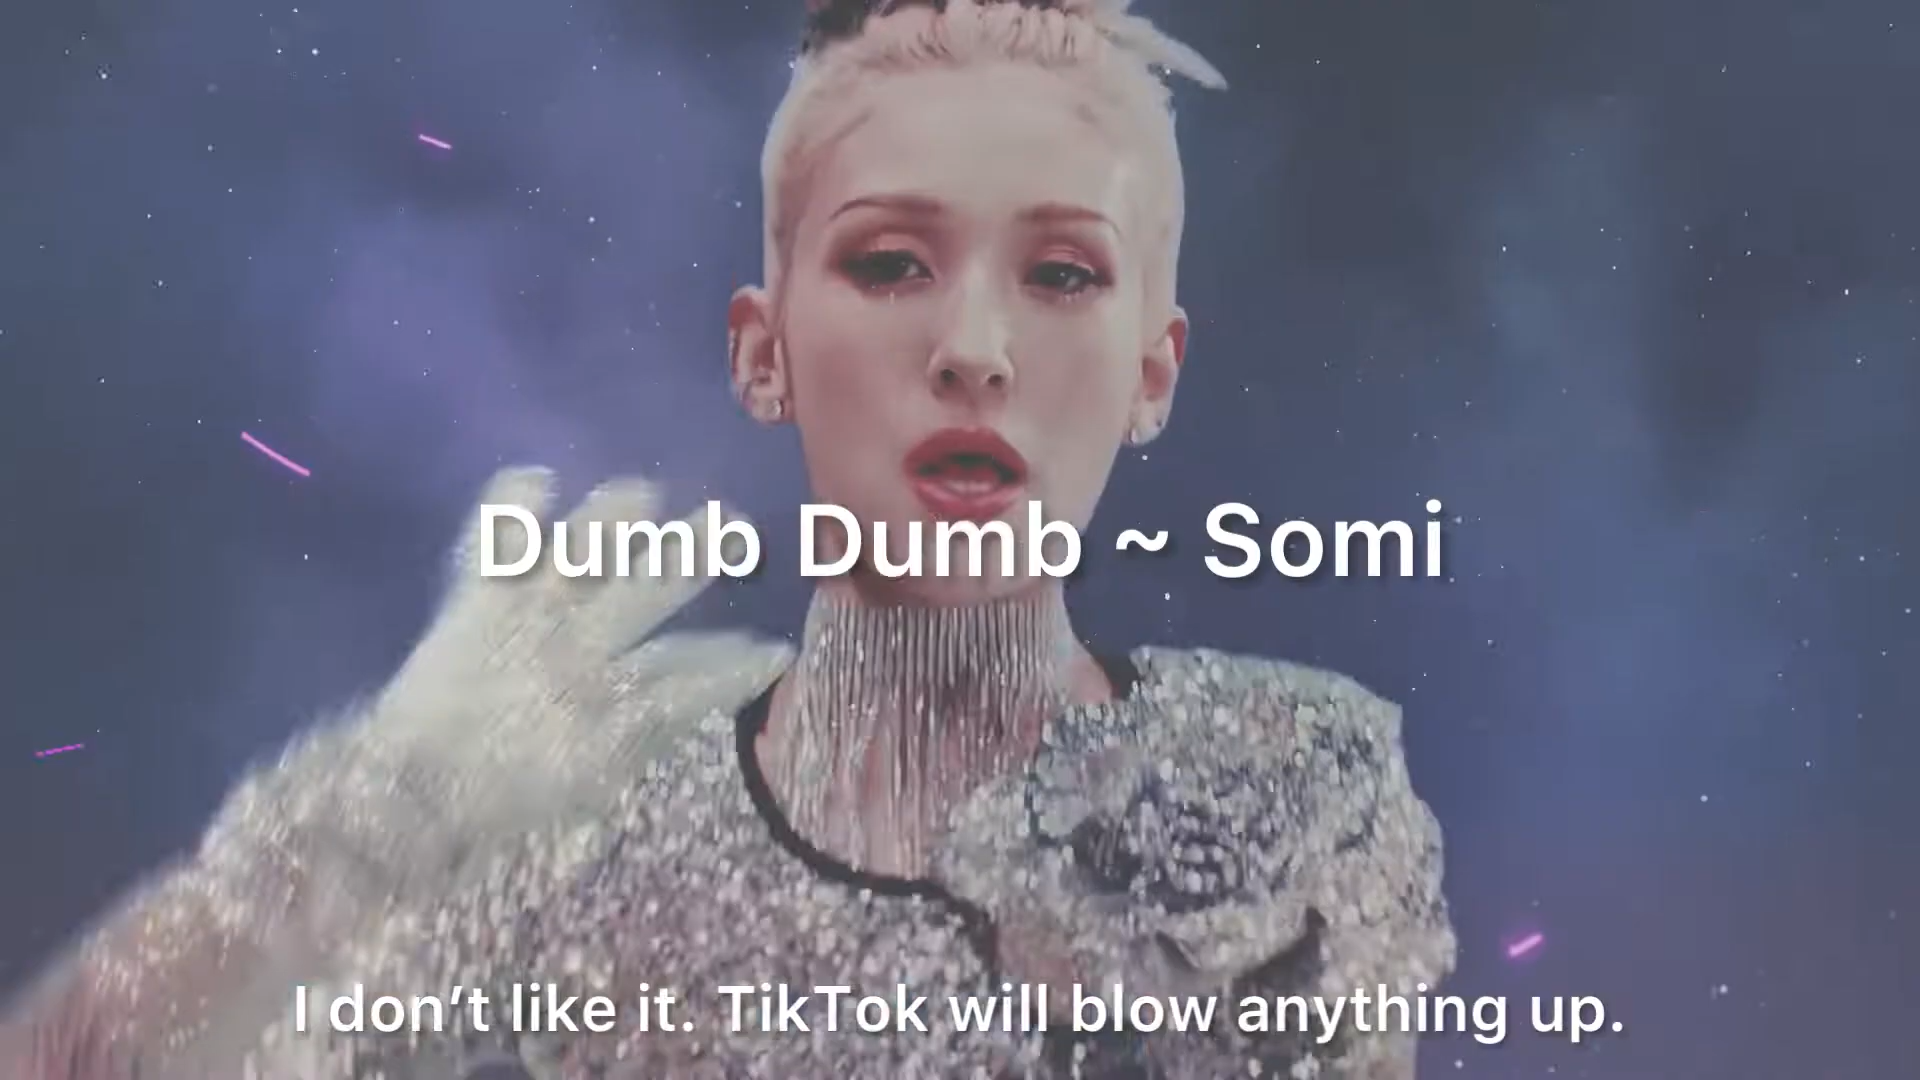 Dumb Dumb ~ Somi
I don’t like it. TikTok will blow anything up.